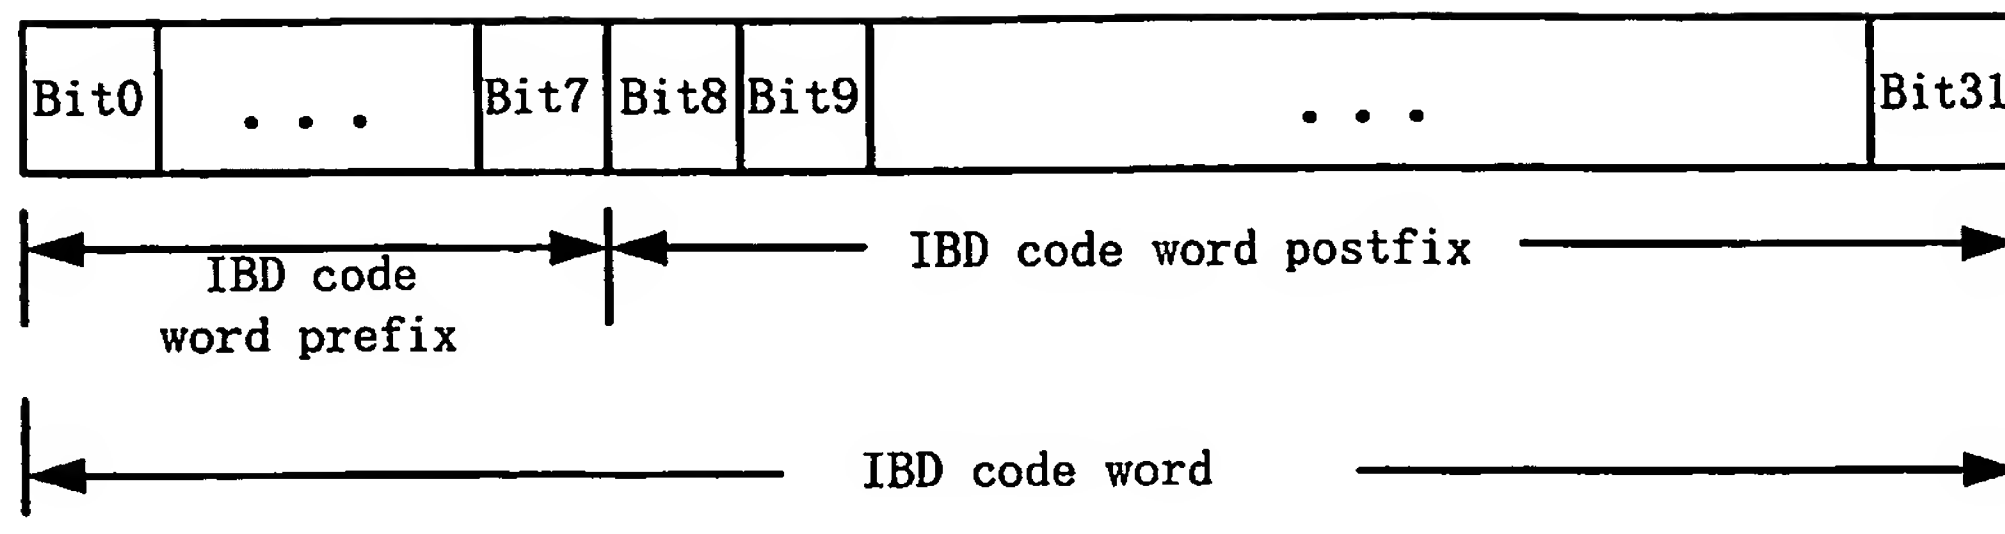 Bit0 . . . Bit7 Bit8 Bit9 . . . Bit31
IBD code word postfix
IBD code
word prefix
IBD code word